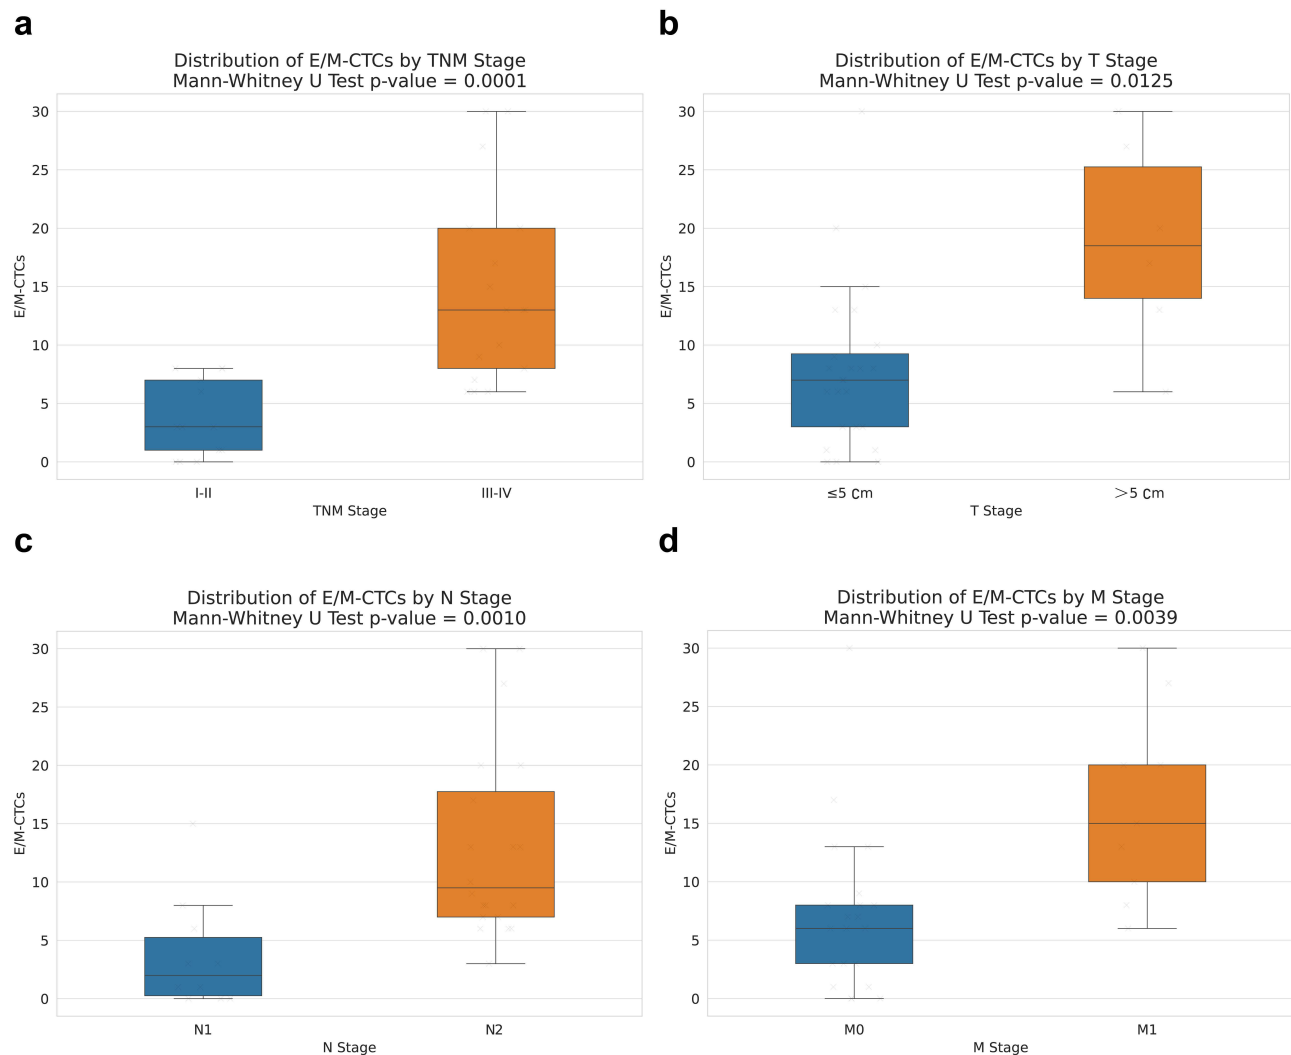 a
Distribution of E/M-CTCs by TNM Stage
Mann-Whitney U Test p-value = 0.0001
30
25
20
15
10
5
0
E/M-CTCs
I-II
III-IV
TNM Stage
b
Distribution of E/M-CTCs by T Stage
Mann-Whitney U Test p-value = 0.0125
30
25
20
15
10
5
0
E/M-CTCs
≤5 cm
>5 cm
T Stage
c
Distribution of E/M-CTCs by N Stage
Mann-Whitney U Test p-value = 0.0010
30
25
20
15
10
5
0
E/M-CTCs
N1
N2
N Stage
d
Distribution of E/M-CTCs by M Stage
Mann-Whitney U Test p-value = 0.0039
30
25
20
15
10
5
0
E/M-CTCs
M0
M1
M Stage